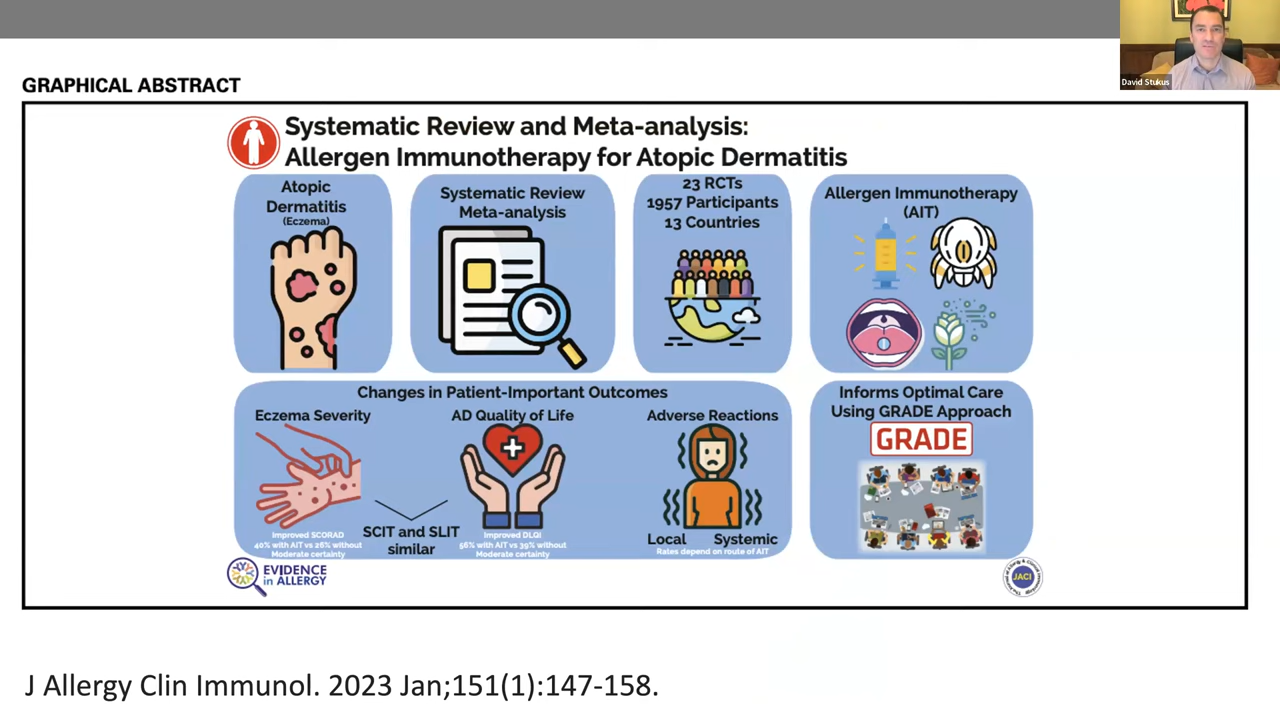 David Stukus
GRAPHICAL ABSTRACT
Systematic Review and Meta-analysis:
Allergen Immunotherapy for Atopic Dermatitis
Atopic
Dermatitis
(Eczema)
Systematic Review
Meta-analysis
23 RCTs
1957 Participants
13 Countries
Allergen Immunotherapy
(AIT)
Changes in Patient-Important Outcomes
Eczema Severity
Improved SCORAD
40% with AIT vs 26% without
Moderate certainty
SCIT and SLIT
similar
AD Quality of Life
Improved DLQI
56% with AIT vs 39% without
Moderate certainty
Adverse Reactions
Local Systemic
Rates depend on route of AIT
Informs Optimal Care
Using GRADE Approach
GRADE
EVIDENCE
in ALLERGY
JACI
J Allergy Clin Immunol. 2023 Jan;151(1):147-158.